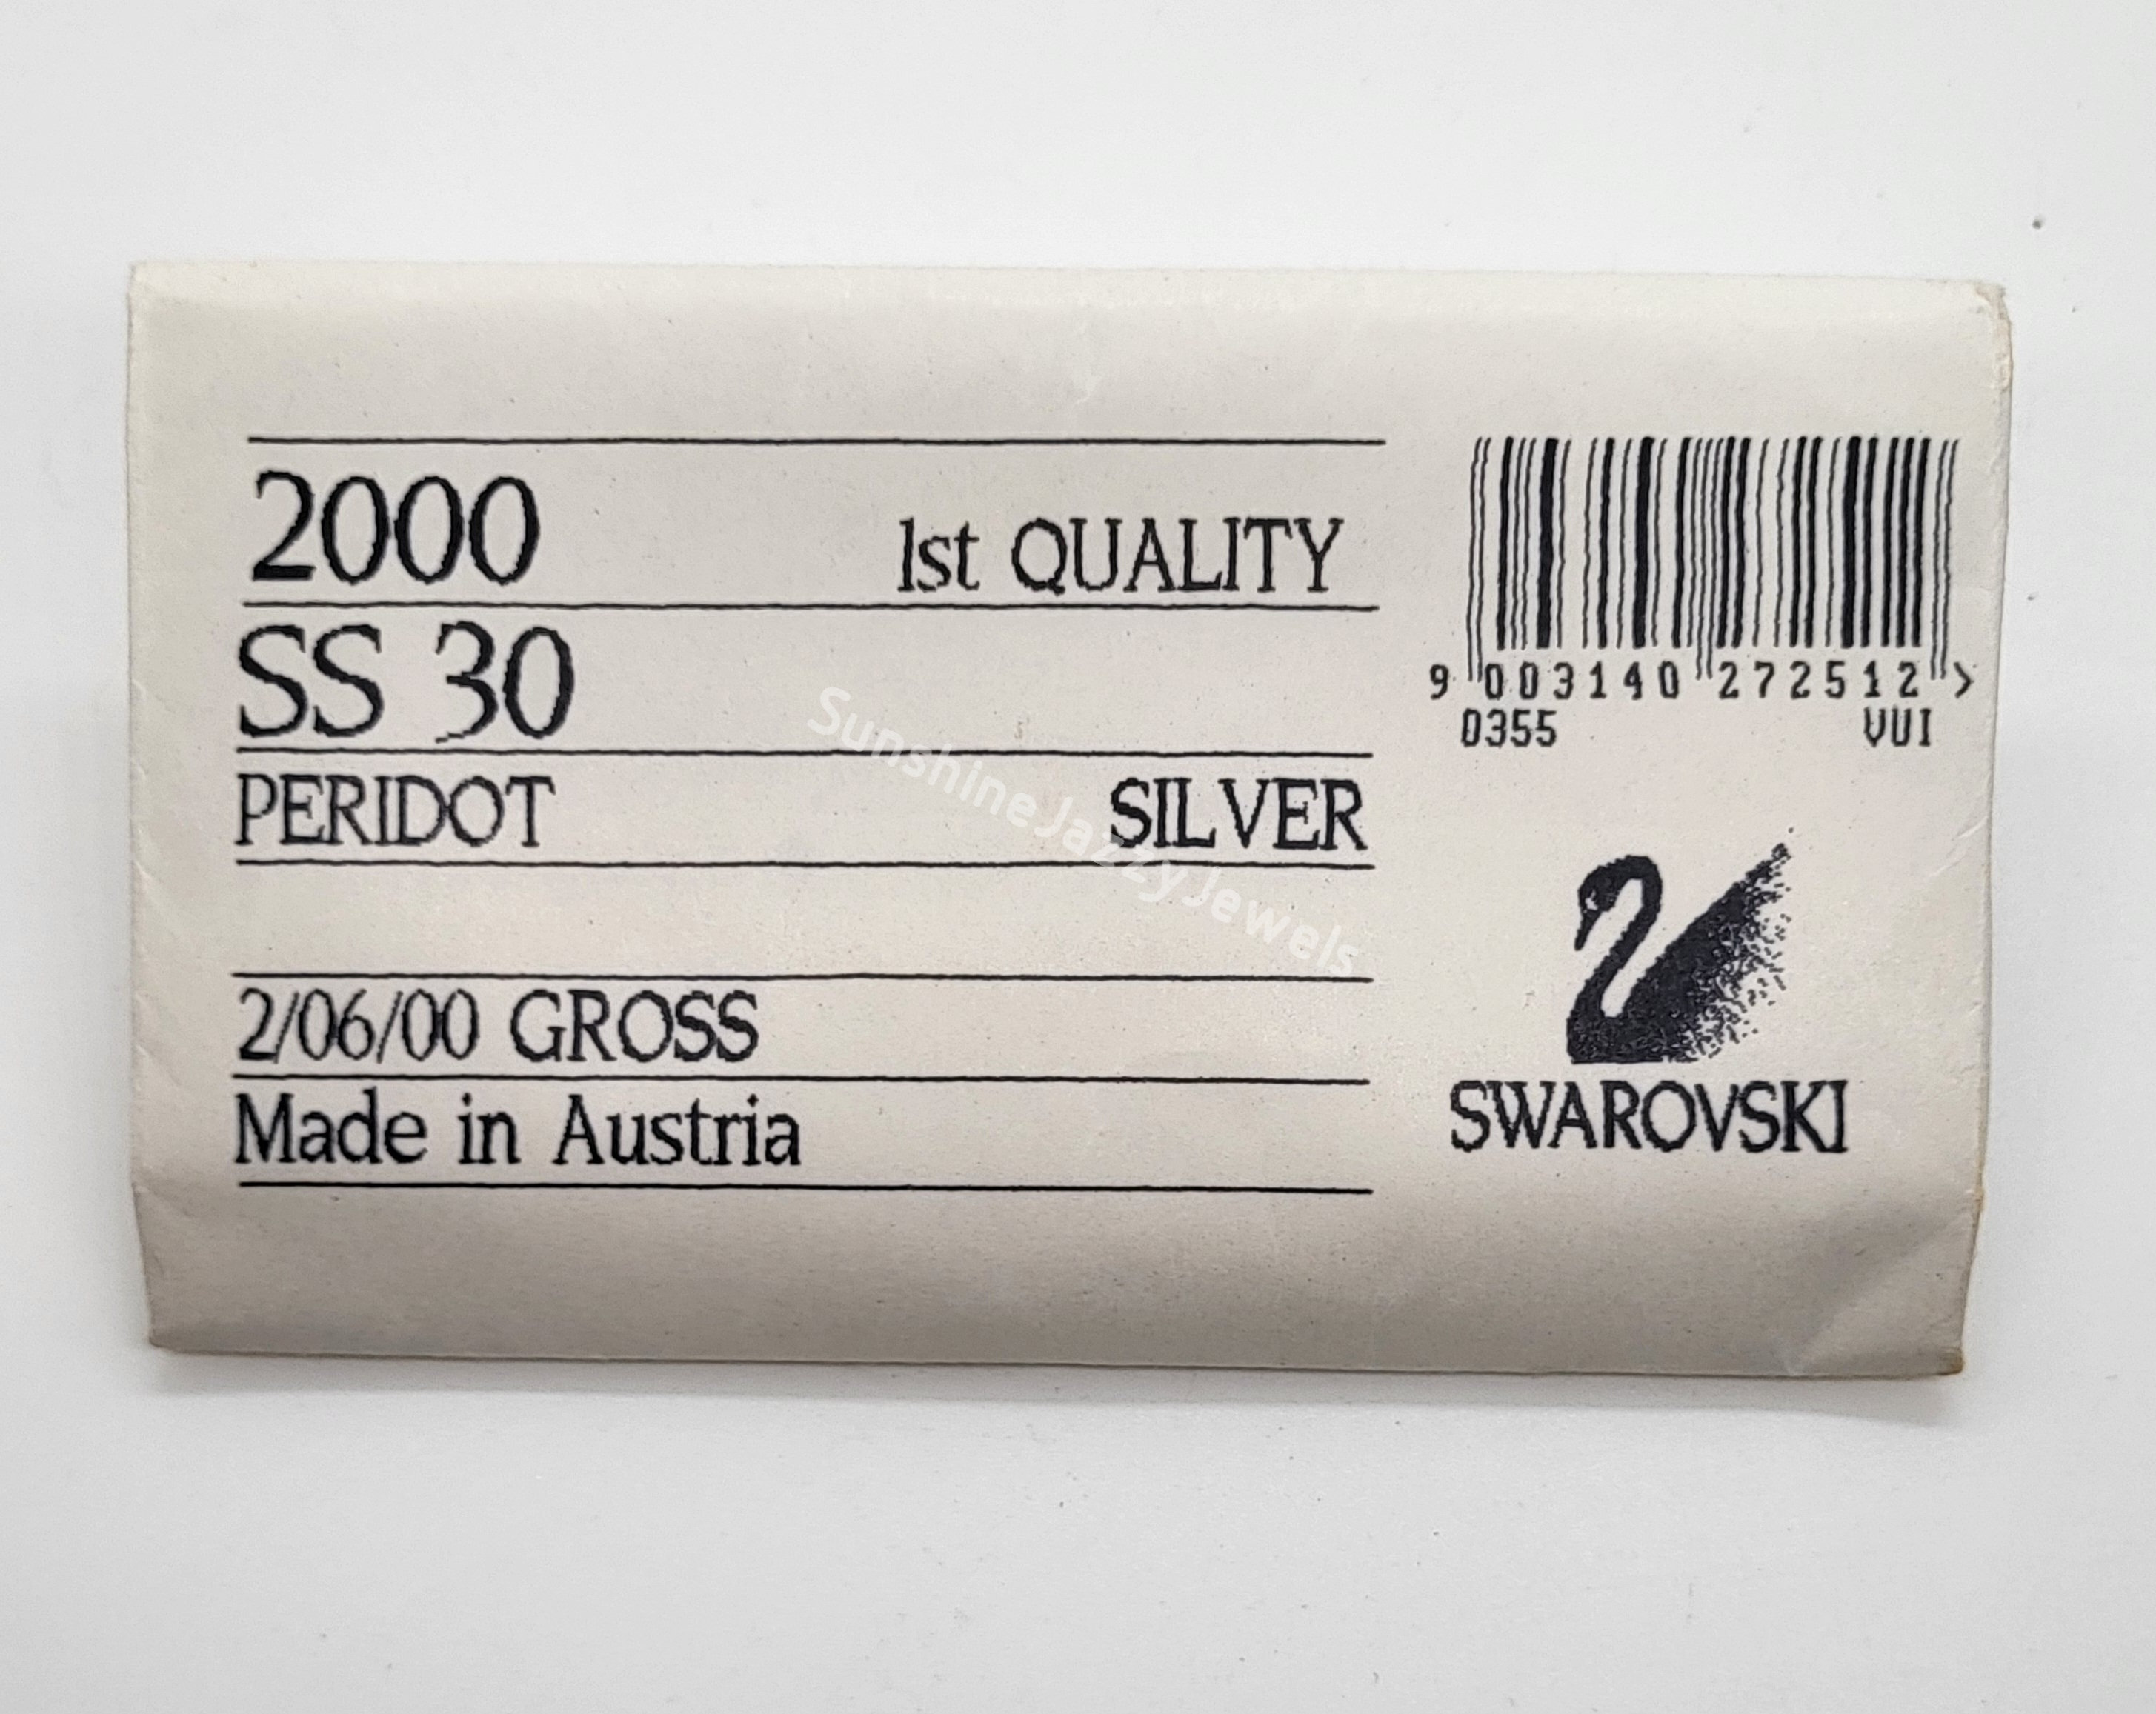 2000 1st QUALITY
SS 30
PERIDOT SILVER
2/06/00 GROSS
Made in Austria
9 003140 272512 >
0355 VUI
SWAROVSKI
SunshineJazzyJewels